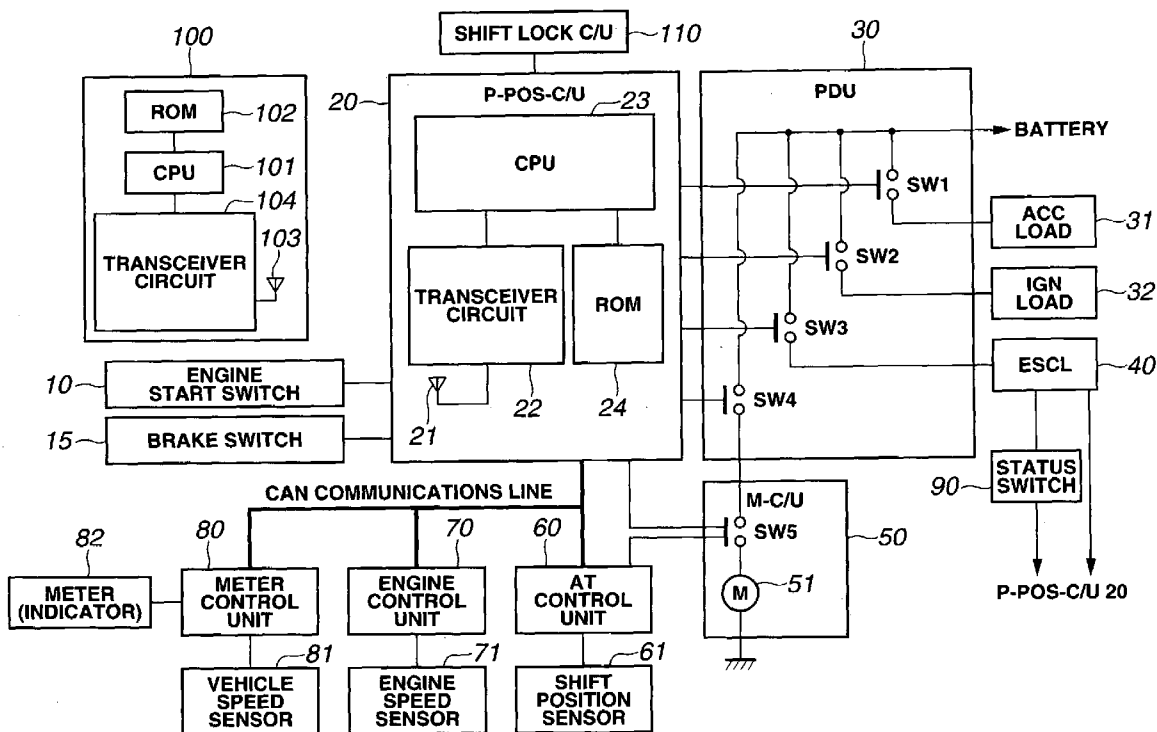 SHIFT LOCK C/U
110
100
ROM
102
CPU
101
104
TRANSCEIVER
CIRCUIT
103
20
P-POS-C/U
23
CPU
TRANSCEIVER
CIRCUIT
ROM
21
22
24
30
PDU
BATTERY
SW1
ACC
LOAD
31
SW2
IGN
LOAD
32
SW3
ESCL
40
SW4
10
ENGINE
START SWITCH
15
BRAKE SWITCH
90
STATUS
SWITCH
P-POS-C/U 20
CAN COMMUNICATIONS LINE
M-C/U
SW5
50
M
51
82
METER
(INDICATOR)
80
METER
CONTROL
UNIT
70
ENGINE
CONTROL
UNIT
60
AT
CONTROL
UNIT
81
VEHICLE
SPEED
SENSOR
71
ENGINE
SPEED
SENSOR
61
SHIFT
POSITION
SENSOR